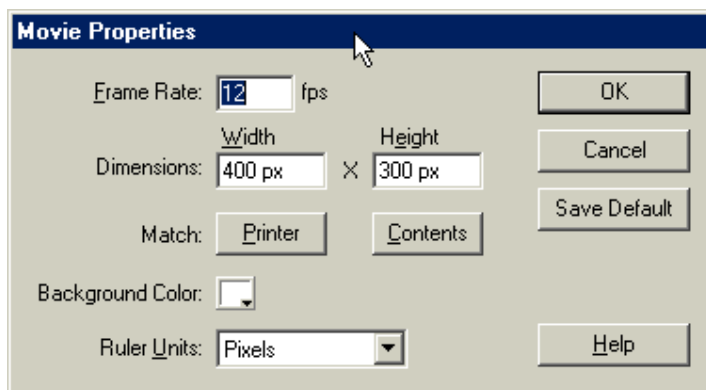 Movie Properties
Frame Rate: 12 fps
OK
Width Height
Dimensions: 400 px X 300 px
Cancel
Save Default
Match: Printer Contents
Background Color:
Ruler Units: Pixels
Help